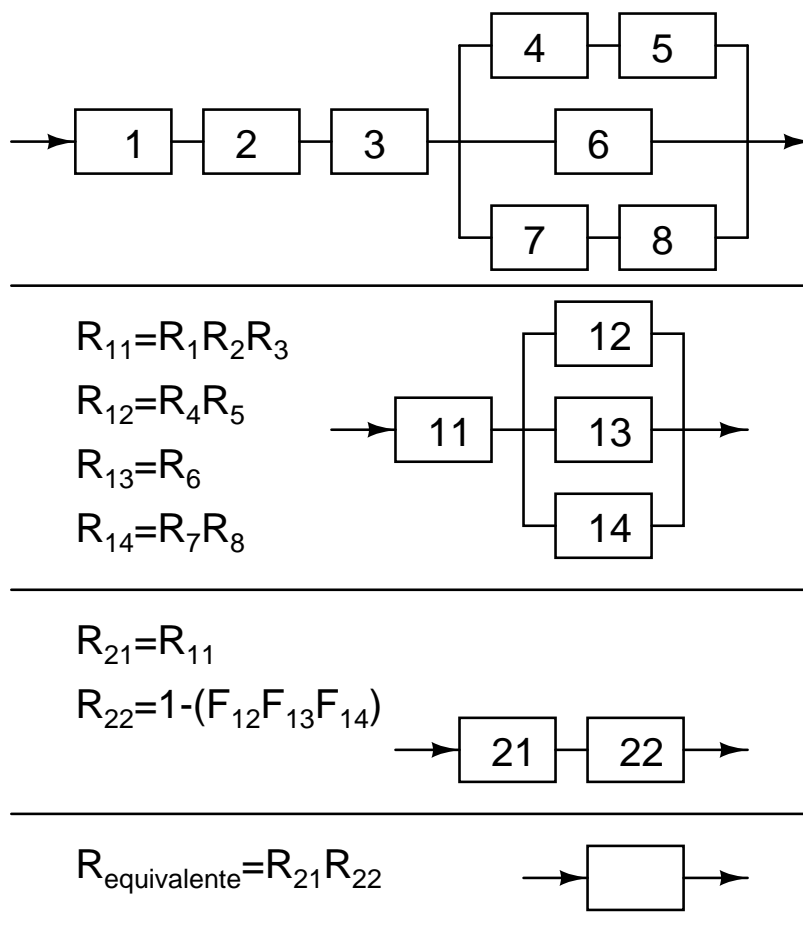 4 5
1 2 3 6
7 8
R₁₁=R₁R₂R₃
12
R₁₂=R₄R₅
11 13
R₁₃=R₆
R₁₄=R₇R₈
14
R₂₁=R₁₁
R₂₂=1-(F₁₂F₁₃F₁₄)
21 22
Rₑquivalente=R₂₁R₂₂